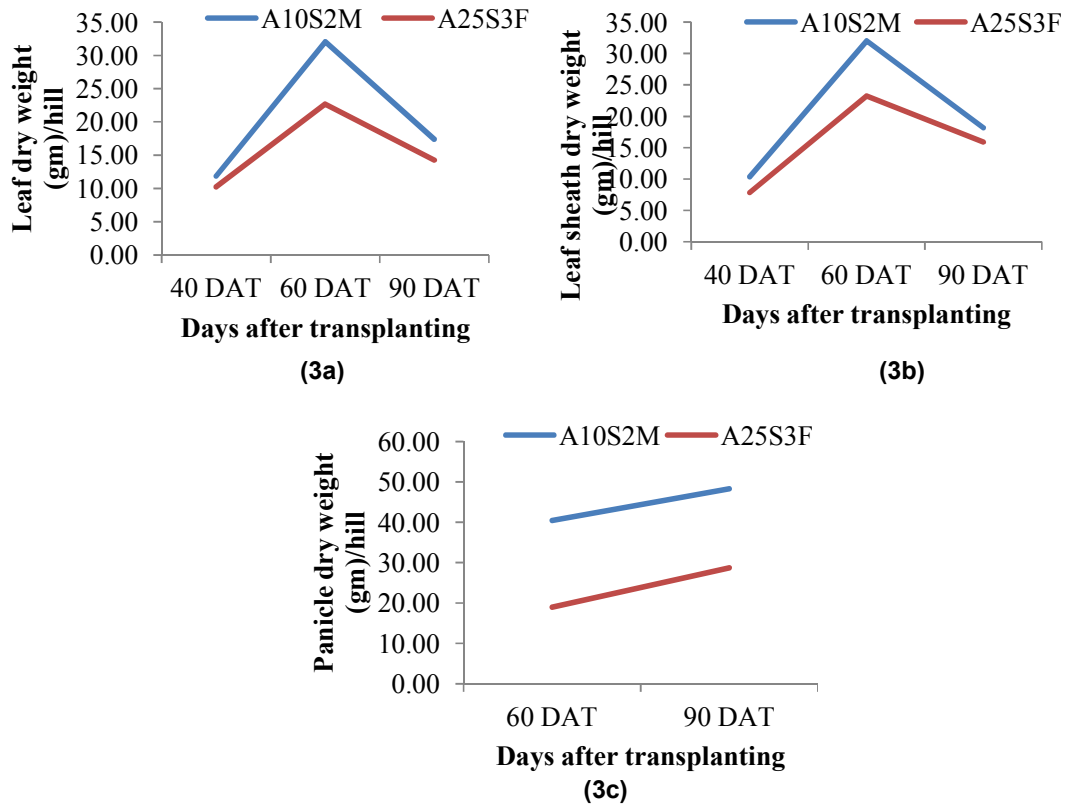 A10S2M A25S3F
Leaf dry weight
(gm)/hill
35.00
30.00
25.00
20.00
15.00
10.00
5.00
0.00
40 DAT 60 DAT 90 DAT
Days after transplanting
(3a)
A10S2M A25S3F
Leaf sheath dry weight
(gm)/hill
35.00
30.00
25.00
20.00
15.00
10.00
5.00
0.00
40 DAT 60 DAT 90 DAT
Days after transplanting
(3b)
A10S2M A25S3F
Panicle dry weight
(gm)/hill
60.00
50.00
40.00
30.00
20.00
10.00
0.00
60 DAT 90 DAT
Days after transplanting
(3c)